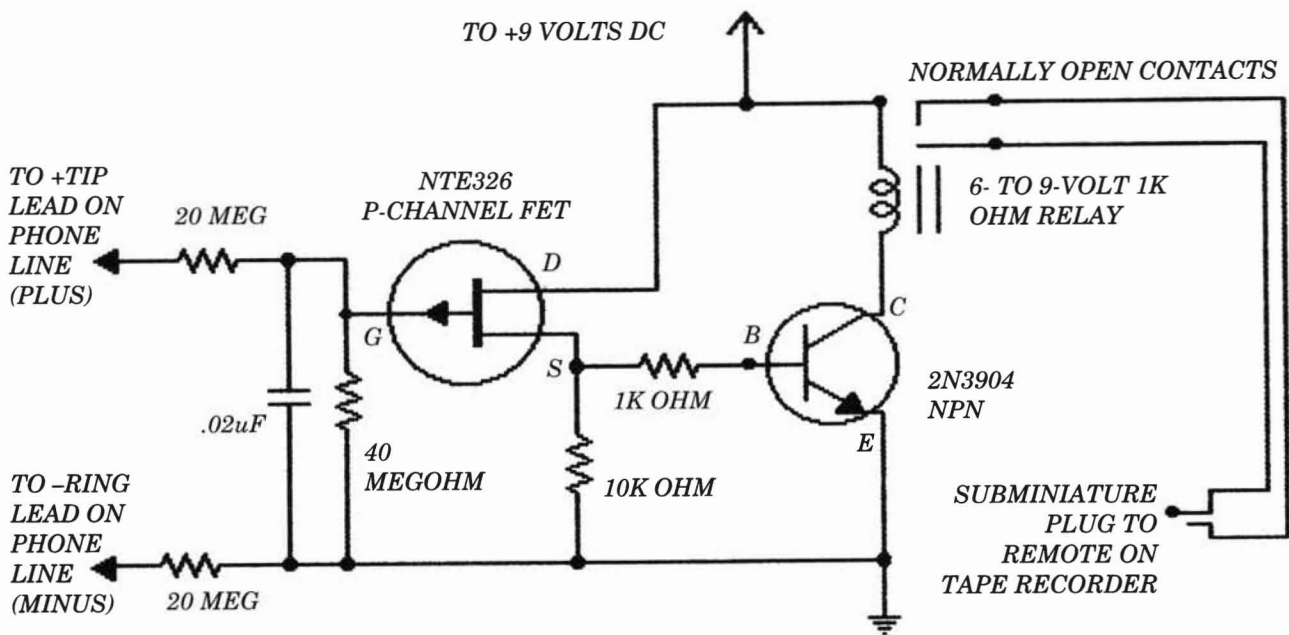 TO +9 VOLTS DC
NORMALLY OPEN CONTACTS
TO +TIP
LEAD ON
PHONE
LINE
(PLUS)
20 MEG
NTE326
P-CHANNEL FET
6- TO 9-VOLT 1K
OHM RELAY
D
G
S
B
C
E
1K OHM
2N3904
NPN
.02uF
40
MEGOHM
10K OHM
TO –RING
LEAD ON
PHONE
LINE
(MINUS)
20 MEG
SUBMINIATURE
PLUG TO
REMOTE ON
TAPE RECORDER